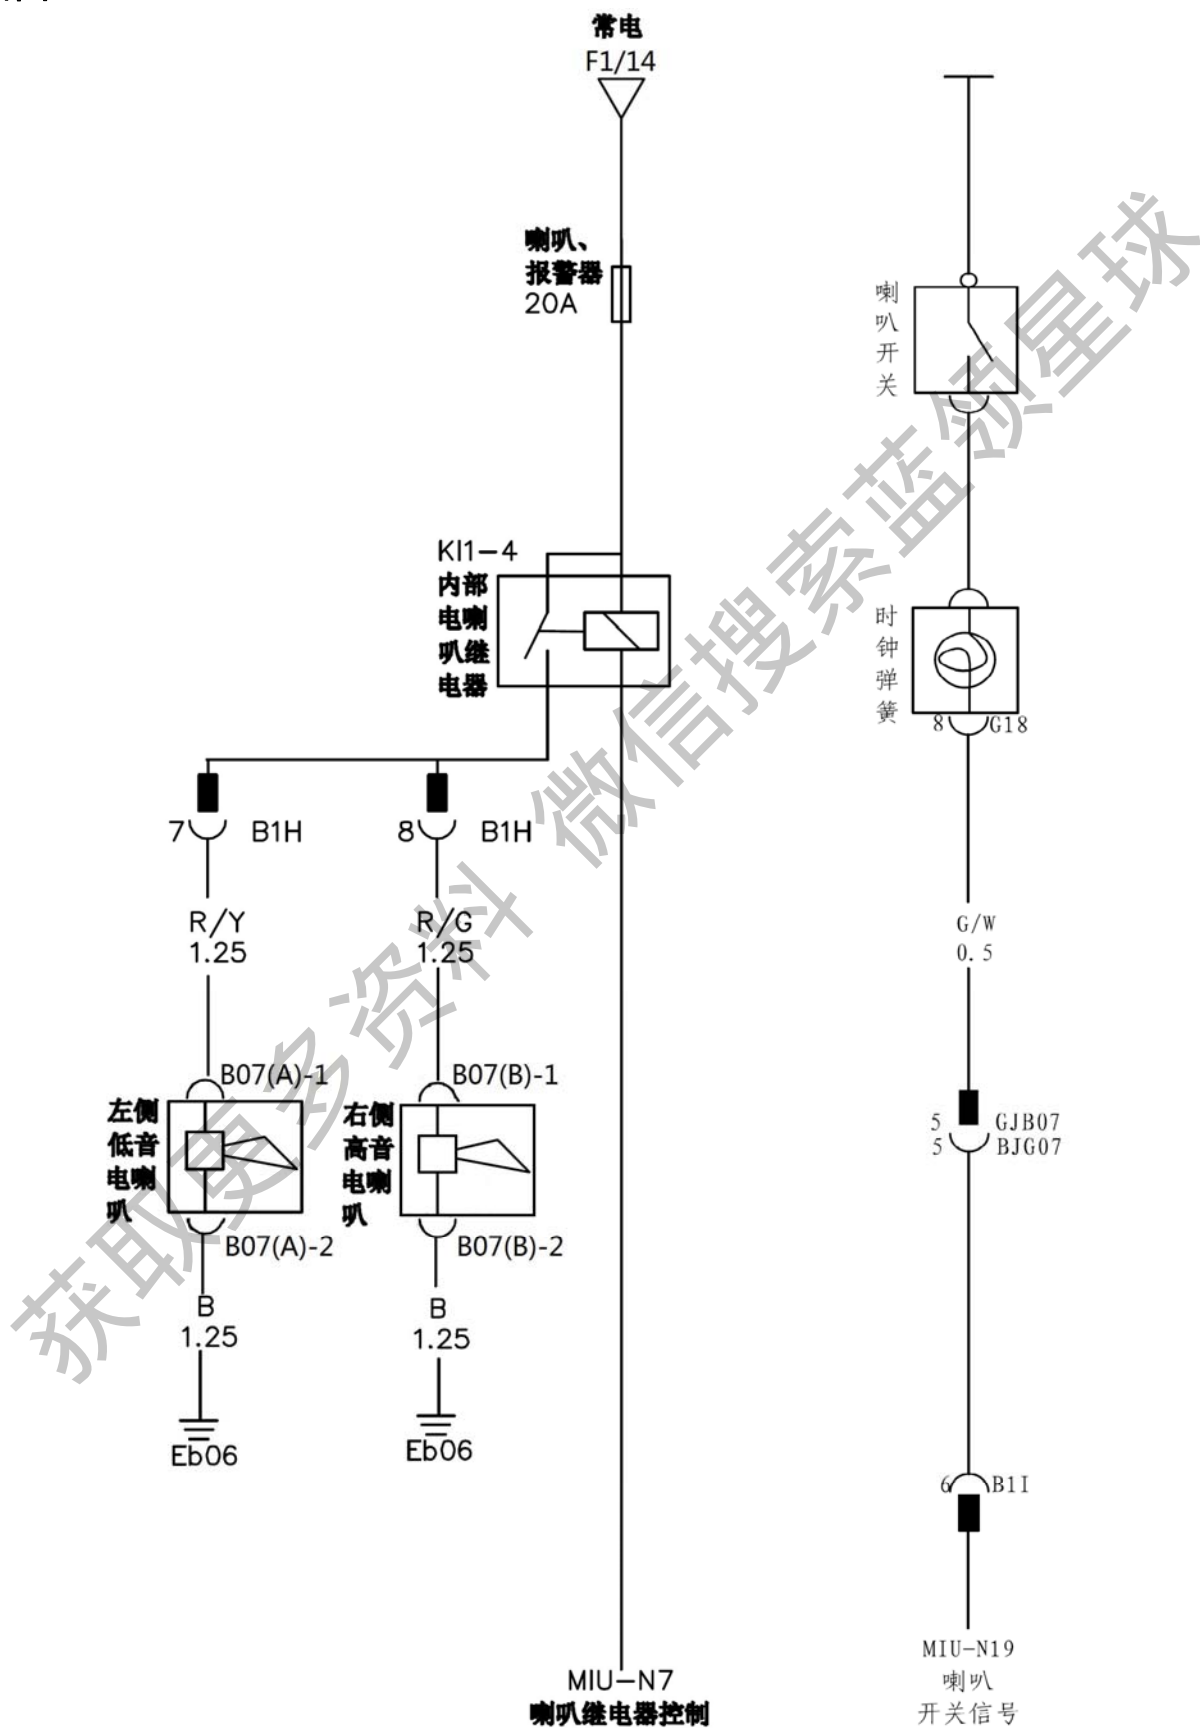 常电
F1/14
喇叭、
报警器
20A
喇
叭
开
关
KI1-4
内部
电喇
叭继
电器
时
钟
弹
簧
8 G18
7 B1H
8 B1H
R/Y
1.25
R/G
1.25
G/W
0.5
B07(A)-1
B07(B)-1
左侧
低音
电喇
叭
右侧
高音
电喇
叭
5 GJB07
5 BJG07
B07(A)-2
B07(B)-2
B
1.25
B
1.25
Eb06
Eb06
6 B1I
MIU-N7
喇叭继电器控制
MIU-N19
喇叭
开关信号
获取更多资料 微信搜索蓝领星球